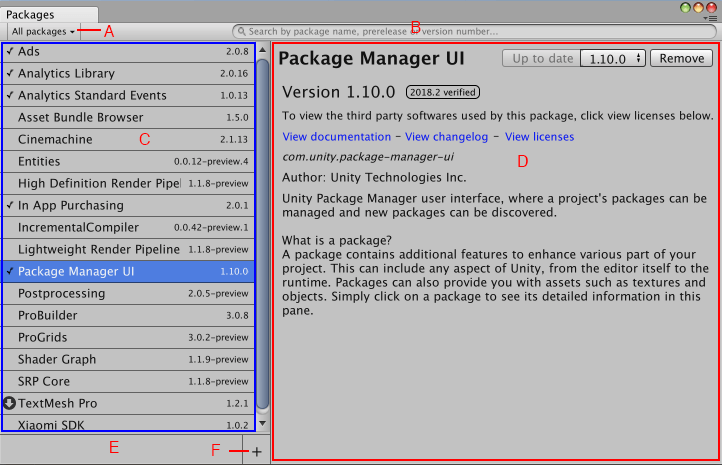 Packages
All packages
A
Search by package name, prerelease or version number...
B
Ads 2.0.8
Analytics Library 2.0.16
Analytics Standard Events 1.0.13
Asset Bundle Browser 1.5.0
Cinemachine 2.1.13
C
Entities 0.0.12-preview.4
High Definition Render Pipel 1.1.8-preview
In App Purchasing 2.0.1
IncrementalCompiler 0.0.42-preview.1
Lightweight Render Pipeline 1.1.8-preview
Package Manager UI 1.10.0
Postprocessing 2.0.5-preview
ProBuilder 3.0.8
ProGrids 3.0.2-preview
Shader Graph 1.1.9-preview
SRP Core 1.1.8-preview
TextMesh Pro 1.2.1
Xiaomi SDK 1.0.2
E
F
+
Package Manager UI
Up to date
1.10.0
Remove
Version 1.10.0 2018.2 verified
To view the third party softwares used by this package, click view licenses below.
View documentation - View changelog - View licenses
com.unity.package-manager-ui
D
Author: Unity Technologies Inc.
Unity Package Manager user interface, where a project's packages can be
managed and new packages can be discovered.
What is a package?
A package contains additional features to enhance various part of your
project. This can include any aspect of Unity, from the editor itself to the
runtime. Packages can also provide you with assets such as textures and
objects. Simply click on a package to see its detailed information in this
pane.